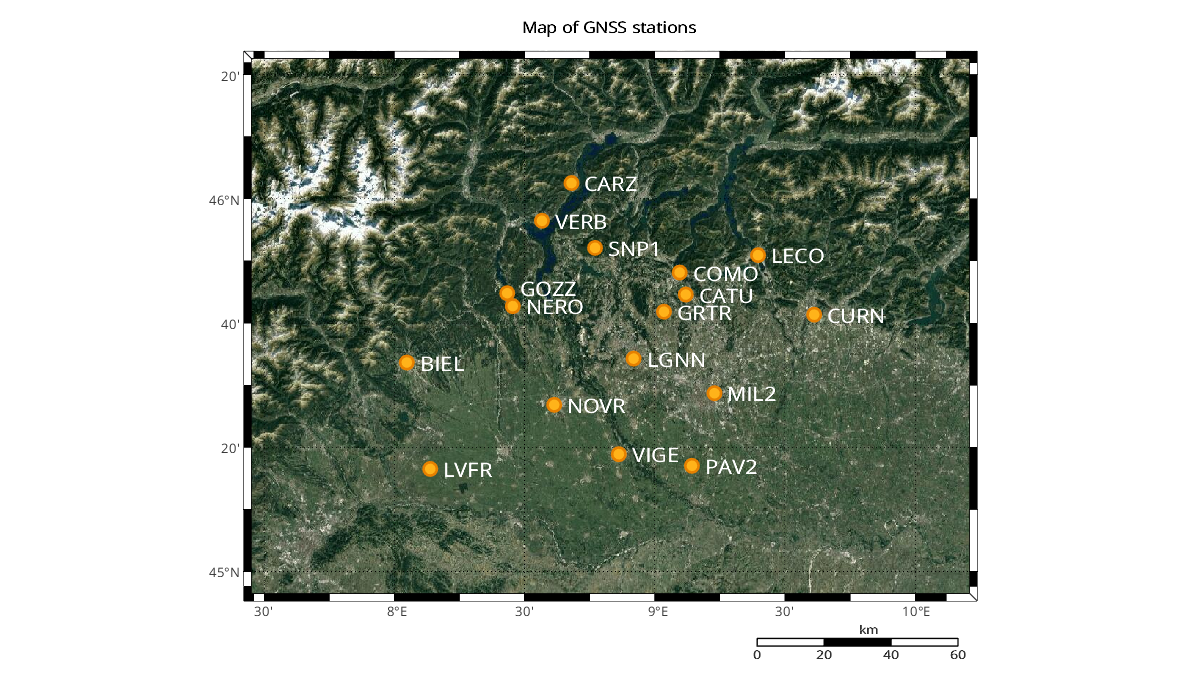 Map of GNSS stations
20'
CARZ
46°N
VERB
SNP1
LECO
COMO
GOZZ
CATU
NERO
GRTR
CURN
40'
LGNN
BIEL
MIL2
NOVR
20'
VIGE
PAV2
LVFR
45°N
30' 8°E 30' 9°E 30' 10°E
km
0 20 40 60